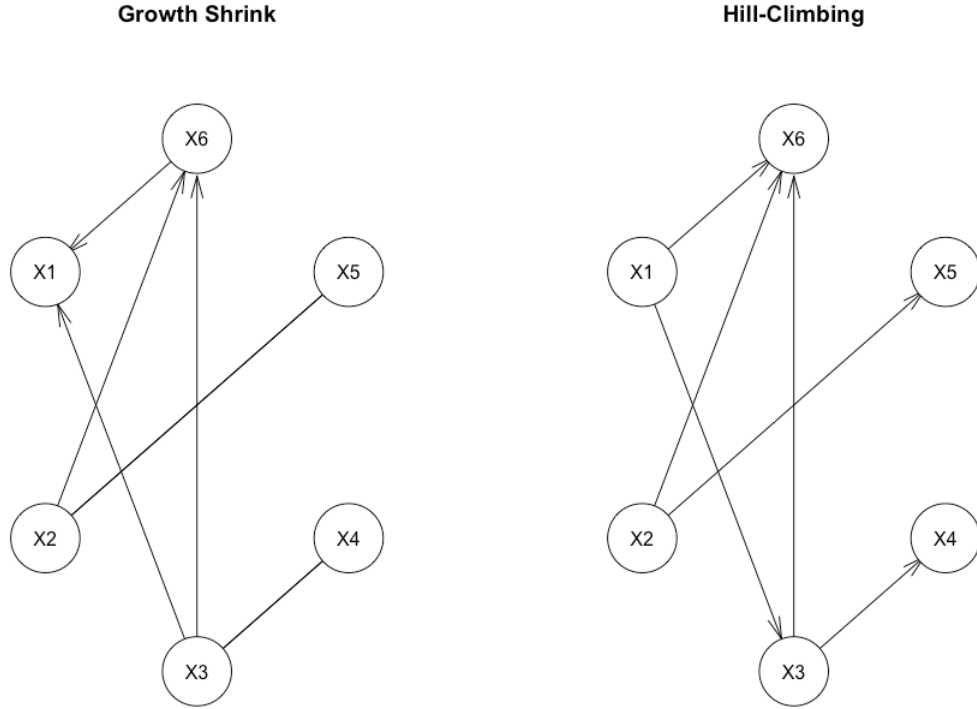 Growth Shrink
X6
X1
X5
X2
X4
X3
Hill-Climbing
X6
X1
X5
X2
X4
X3